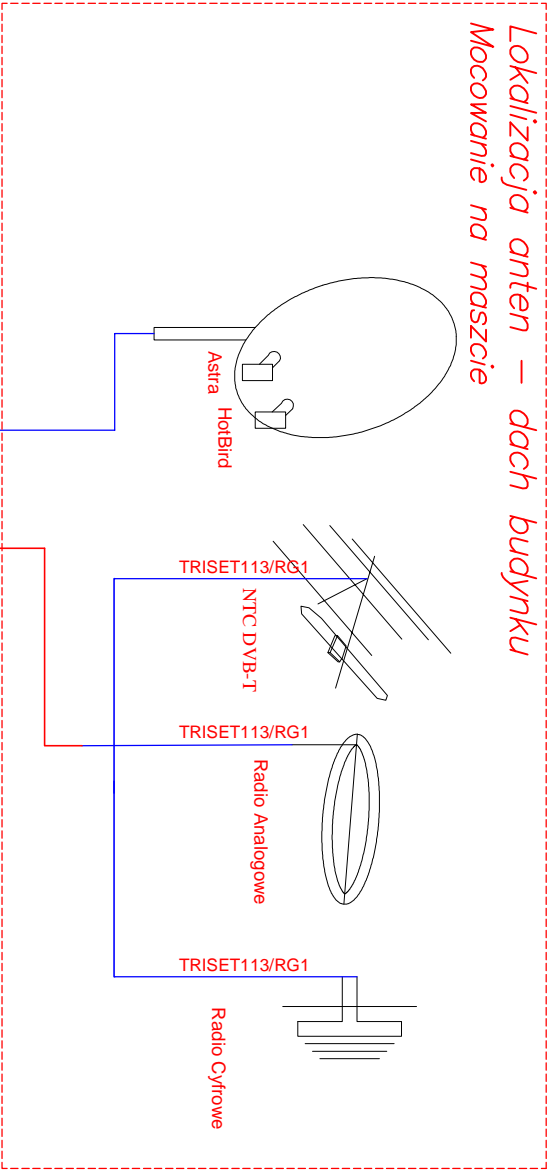 Lokalizacja anten – dach budynku
Mocowanie na maszcie
Astra
HotBird
TRISET113/RG1
NTC DVB-T
TRISET113/RG1
Radio Analogowe
TRISET113/RG1
Radio Cyfrowe